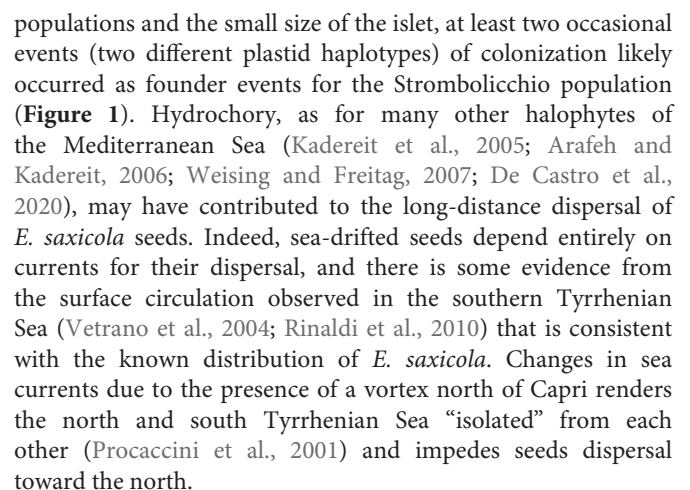 populations and the small size of the islet, at least two occasional
events (two different plastid haplotypes) of colonization likely
occurred as founder events for the Strombolicchio population
(Figure 1). Hydrochory, as for many other halophytes of
the Mediterranean Sea (Kadereit et al., 2005; Arafeh and
Kadereit, 2006; Weising and Freitag, 2007; De Castro et al.,
2020), may have contributed to the long-distance dispersal of
E. saxicola seeds. Indeed, sea-drifted seeds depend entirely on
currents for their dispersal, and there is some evidence from
the surface circulation observed in the southern Tyrrhenian
Sea (Vetrano et al., 2004; Rinaldi et al., 2010) that is consistent
with the known distribution of E. saxicola. Changes in sea
currents due to the presence of a vortex north of Capri renders
the north and south Tyrrhenian Sea “isolated” from each
other (Procaccini et al., 2001) and impedes seeds dispersal
toward the north.